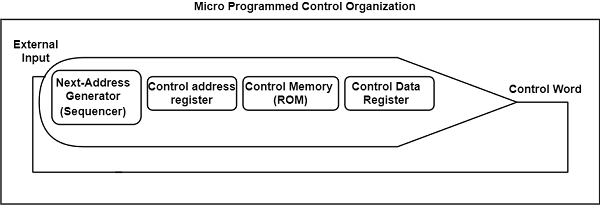 Micro Programmed Control Organization
External
Input
Next-Address
Generator
(Sequencer)
Control address
register
Control Memory
(ROM)
Control Data
Register
Control Word